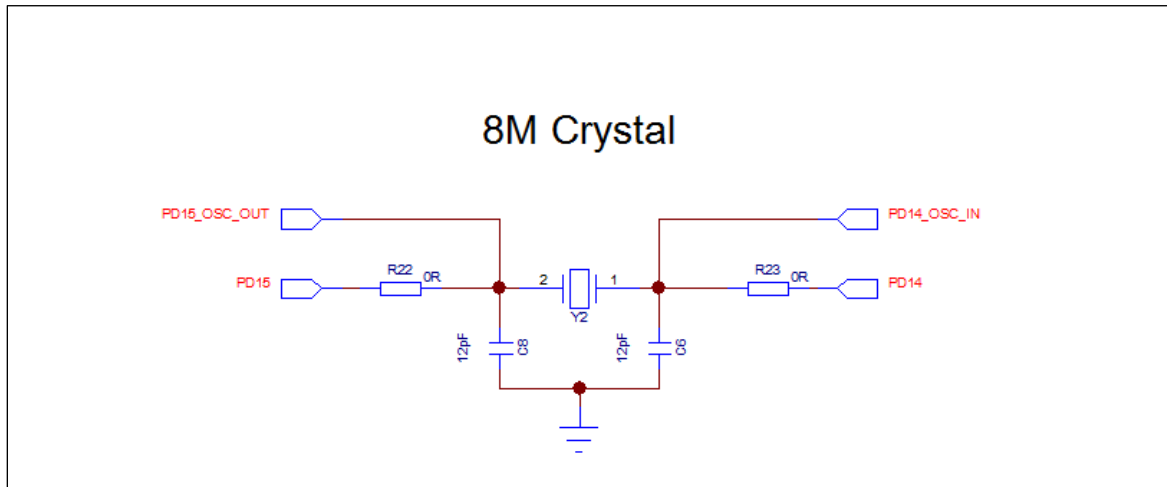 8M Crystal
PD15_OSC_OUT
PD14_OSC_IN
PD15
R22
0R
2
1
R23
0R
PD14
Y2
12pF
C8
12pF
C6